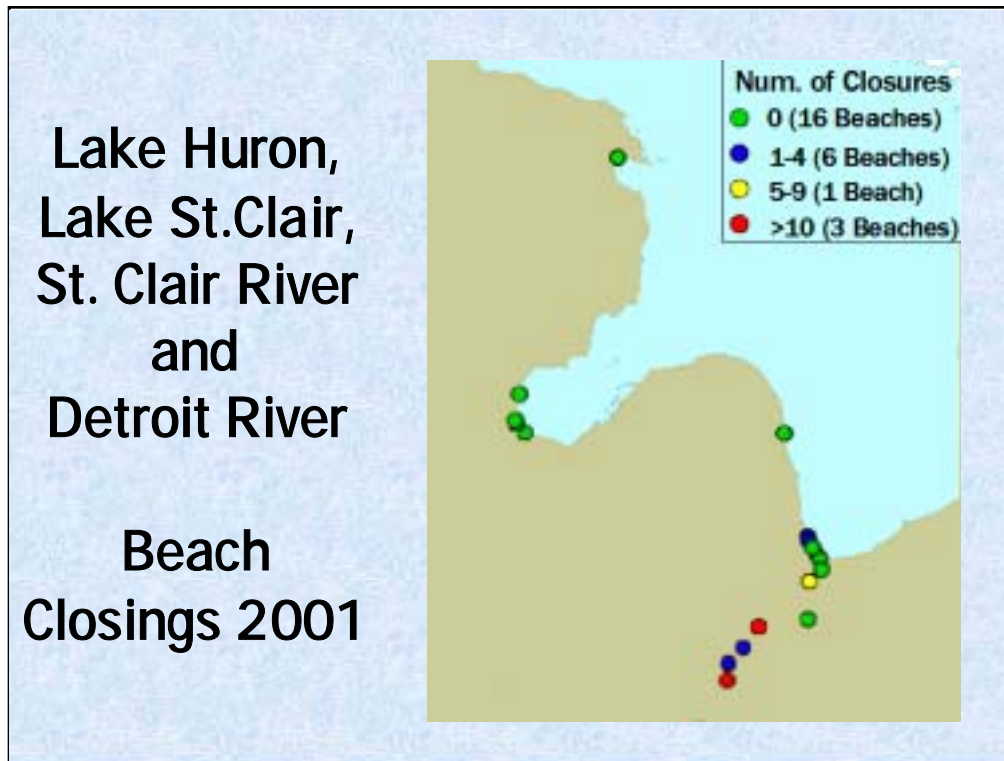 Lake Huron,
Lake St.Clair,
St. Clair River
and
Detroit River
Beach
Closings 2001
Num. of Closures
0 (16 Beaches)
1-4 (6 Beaches)
5-9 (1 Beach)
>10 (3 Beaches)